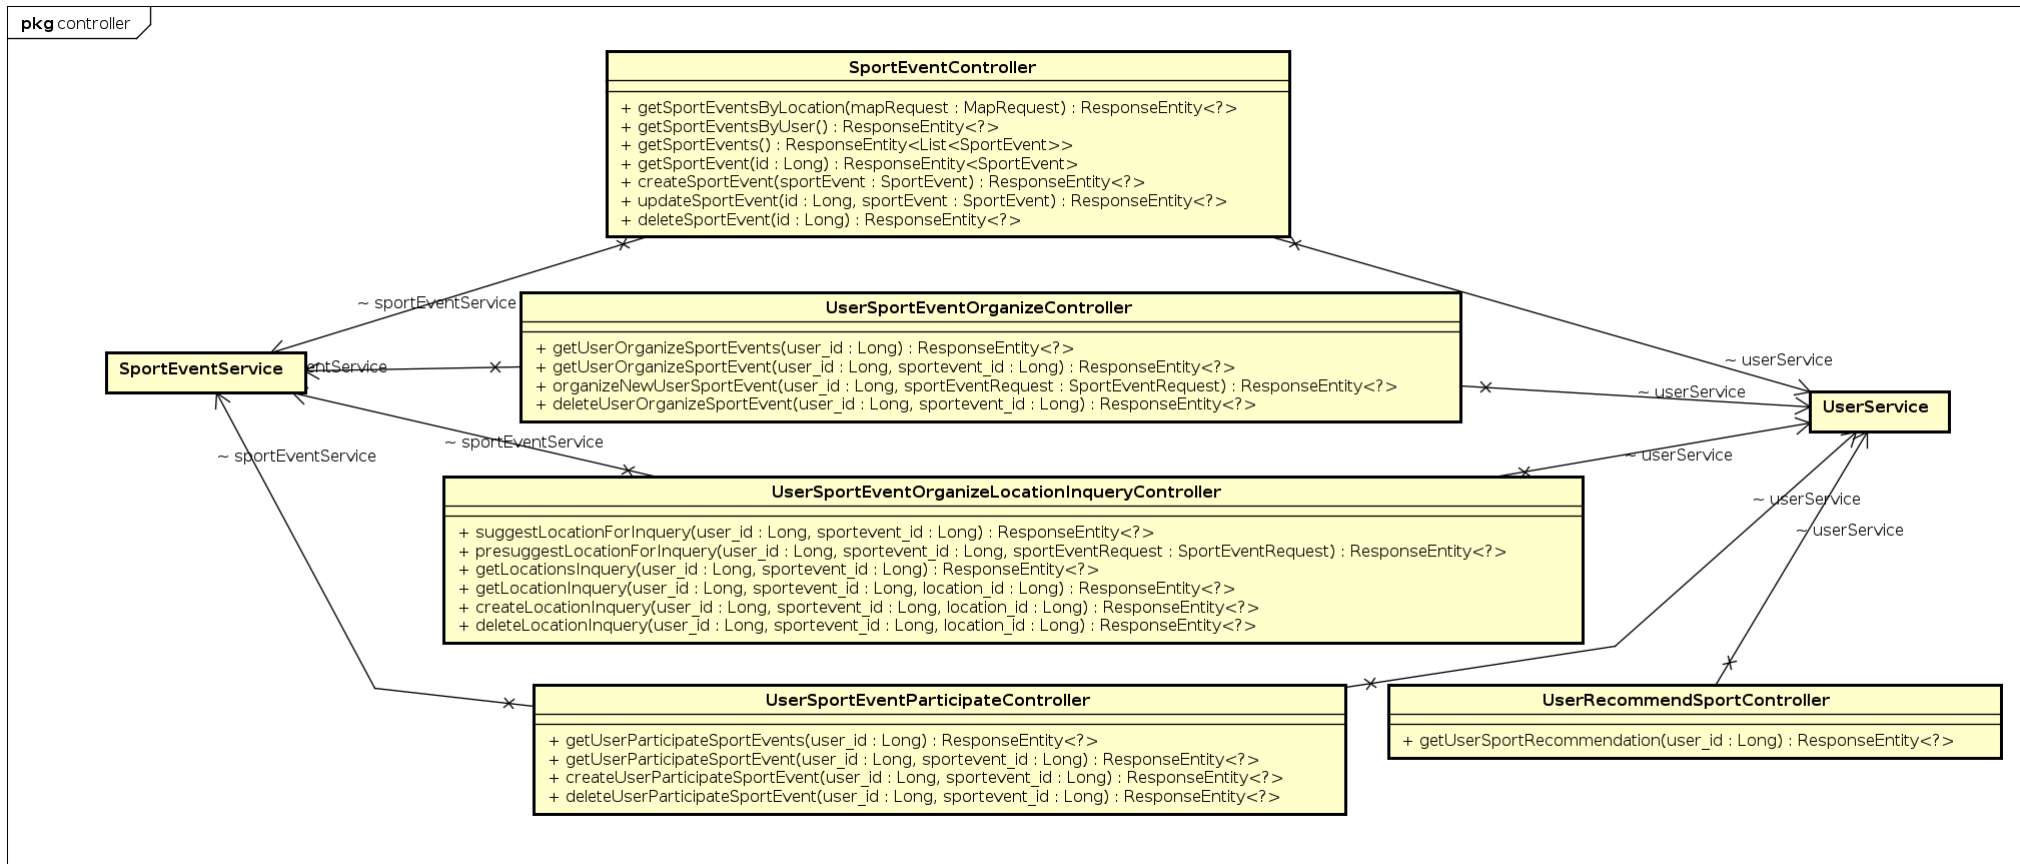 pkg controller
SportEventController
+ getSportEventsByLocation(mapRequest : MapRequest) : ResponseEntity<?>
+ getSportEventsByUser() : ResponseEntity<?>
+ getSportEvents() : ResponseEntity<List<SportEvent>>
+ getSportEvent(id : Long) : ResponseEntity<SportEvent>
+ createSportEvent(sportEvent : SportEvent) : ResponseEntity<?>
+ updateSportEvent(id : Long, sportEvent : SportEvent) : ResponseEntity<?>
+ deleteSportEvent(id : Long) : ResponseEntity<?>
~ sportEventService
UserSportEventOrganizeController
+ getUserOrganizeSportEvents(user_id : Long) : ResponseEntity<?>
+ getUserOrganizeSportEvent(user_id : Long, sportevent_id : Long) : ResponseEntity<?>
+ organizeNewUserSportEvent(user_id : Long, sportEventRequest : SportEventRequest) : ResponseEntity<?>
+ deleteUserOrganizeSportEvent(user_id : Long, sportevent_id : Long) : ResponseEntity<?>
~ userService
SportEventService
entService
~ userService
UserService
~ sportEventService
~ sportEventService
~ userService
UserSportEventOrganizeLocationInqueryController
+ suggestLocationForInquery(user_id : Long, sportevent_id : Long) : ResponseEntity<?>
+ presuggestLocationForInquery(user_id : Long, sportevent_id : Long, sportEventRequest : SportEventRequest) : ResponseEntity<?>
+ getLocationsInquery(user_id : Long, sportevent_id : Long) : ResponseEntity<?>
+ getLocationInquery(user_id : Long, sportevent_id : Long, location_id : Long) : ResponseEntity<?>
+ createLocationInquery(user_id : Long, sportevent_id : Long, location_id : Long) : ResponseEntity<?>
+ deleteLocationInquery(user_id : Long, sportevent_id : Long, location_id : Long) : ResponseEntity<?>
~ userService
~ userService
UserSportEventParticipateController
+ getUserParticipateSportEvents(user_id : Long) : ResponseEntity<?>
+ getUserParticipateSportEvent(user_id : Long, sportevent_id : Long) : ResponseEntity<?>
+ createUserParticipateSportEvent(user_id : Long, sportevent_id : Long) : ResponseEntity<?>
+ deleteUserParticipateSportEvent(user_id : Long, sportevent_id : Long) : ResponseEntity<?>
UserRecommendSportController
+ getUserSportRecommendation(user_id : Long) : ResponseEntity<?>